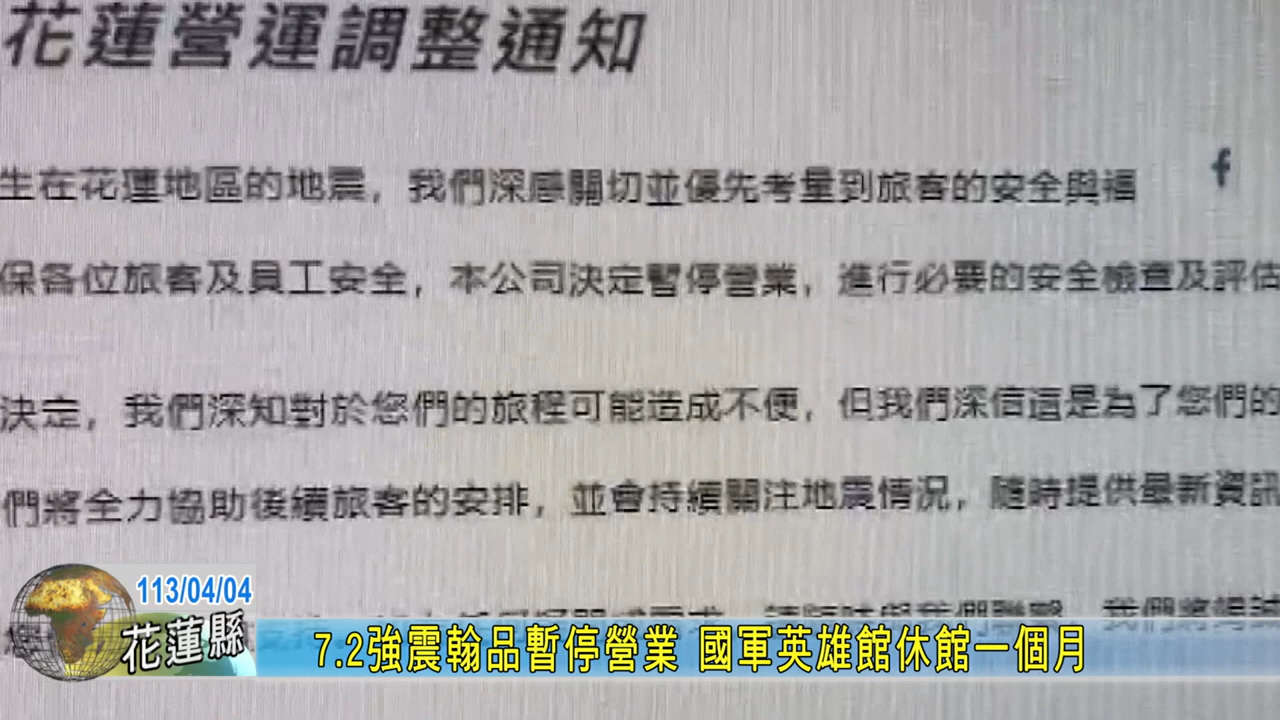 花蓮營運調整通知
f
生在花蓮地區的地震，我們深感關切並優先考量到旅客的安全與福
保各位旅客及員工安全，本公司決定暫停營業，進行必要的安全檢查及評估
決定，我們深知對於您們的旅程可能造成不便，但我們深信這是為了您們的
們將全力協助後續旅客的安排，並會持續關注地震情況，隨時提供最新資訊
113/04/04
花蓮縣
7.2強震翰品暫停營業 國軍英雄館休館一個月